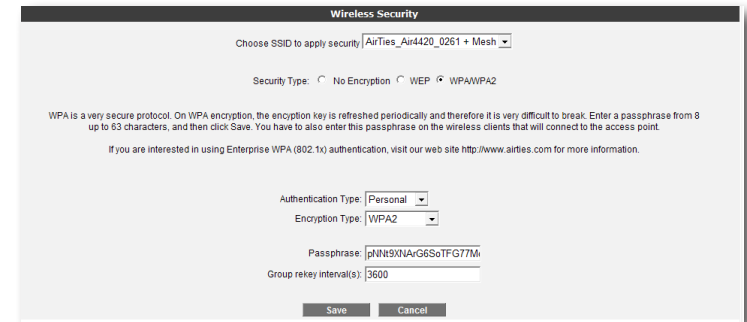 Wireless Security
Choose SSID to apply security AirTies_Air4420_0261 + Mesh
Security Type: No Encryption WEP WPA/WPA2
WPA is a very secure protocol. On WPA encryption, the encyption key is refreshed periodically and therefore it is very difficult to break. Enter a passphrase from 8
up to 63 characters, and then click Save. You have to also enter this passphrase on the wireless clients that will connect to the access point.
If you are interested in using Enterprise WPA (802.1x) authentication, visit our web site http://www.airties.com for more information.
Authentication Type: Personal
Encryption Type: WPA2
Passphrase:
Group rekey interval(s): 3600
Save Cancel